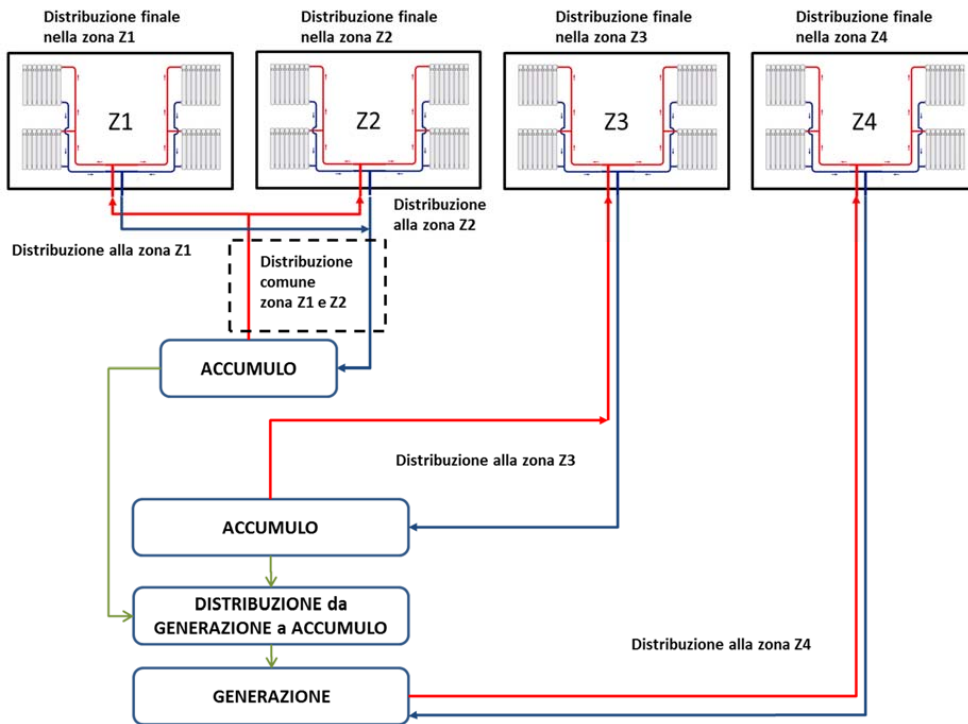 Distribuzione finale
nella zona Z1
Distribuzione finale
nella zona Z2
Distribuzione finale
nella zona Z3
Distribuzione finale
nella zona Z4
Z1
Z2
Z3
Z4
Distribuzione
alla zona Z2
Distribuzione alla zona Z1
Distribuzione
comune
zona Z1 e Z2
ACCUMULO
Distribuzione alla zona Z3
ACCUMULO
DISTRIBUZIONE da
GENERAZIONE a ACCUMULO
Distribuzione alla zona Z4
GENERAZIONE